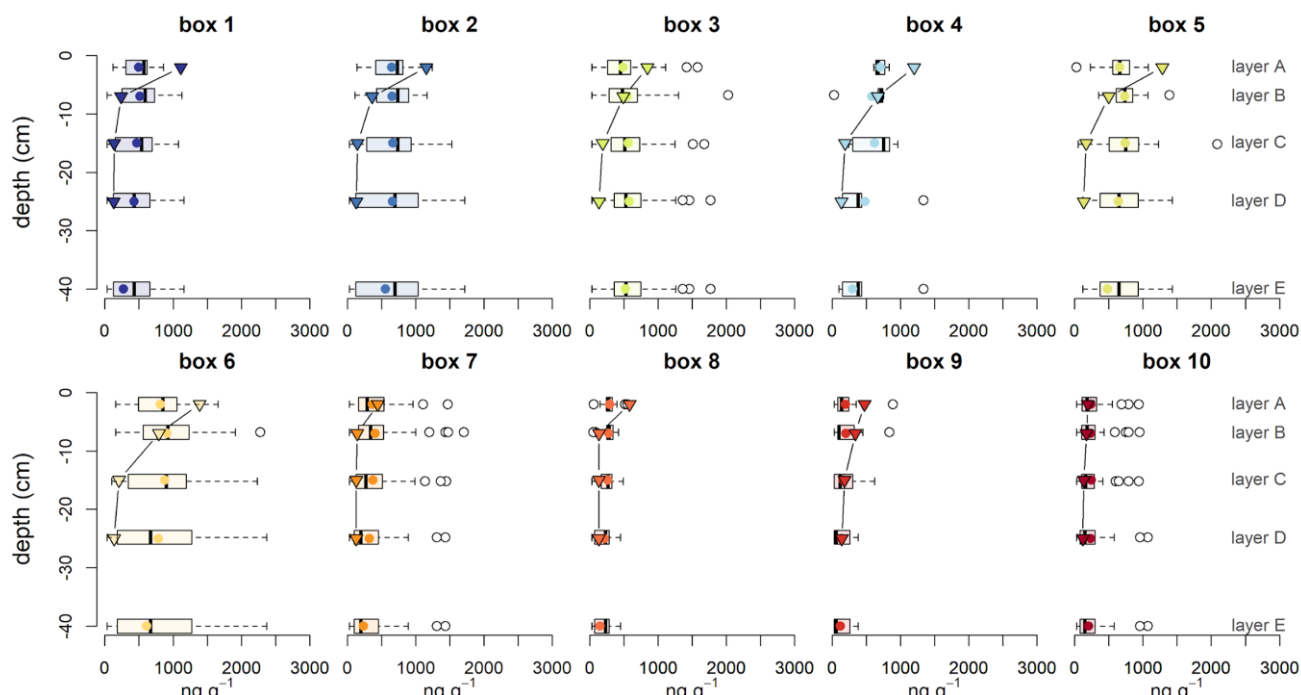 box 1 box 2 box 3 box 4 box 5
0 layer A
layer B
-10
layer C
-20
layer D
-30
-40 layer E
depth (cm)
0 1000 2000 3000 0 1000 2000 3000 0 1000 2000 3000 0 1000 2000 3000 0 1000 2000 3000
box 6 box 7 box 8 box 9 box 10
0 layer A
layer B
-10
layer C
-20
layer D
-30
-40 layer E
depth (cm)
0 1000 2000 3000 0 1000 2000 3000 0 1000 2000 3000 0 1000 2000 3000 0 1000 2000 3000
ng g⁻¹ ng g⁻¹ ng g⁻¹ ng g⁻¹ ng g⁻¹